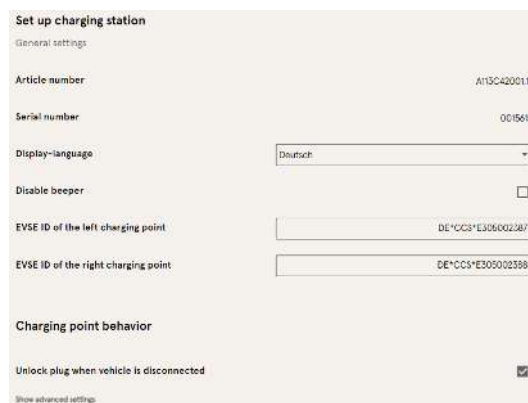 Set up charging station
General settings
Article number A113C42001.1
Serial number 001561
Display-language Deutsch
Disable beeper
EVSE ID of the left charging point DE*CCS*E305002387
EVSE ID of the right charging point DE*CCS*E305002388
Charging point behavior
Unlock plug when vehicle is disconnected
Show advanced settings